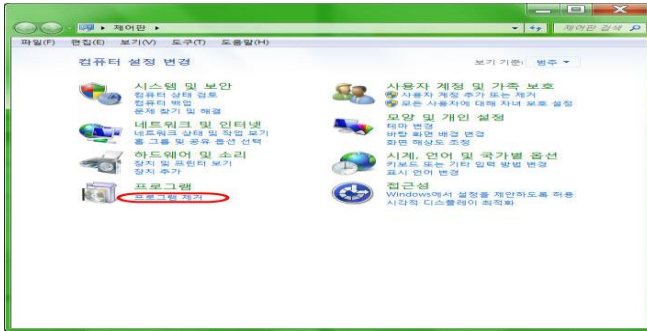 제어판
제어판 검색
파일(F) 편집(E) 보기(V) 도구(T) 도움말(H)
컴퓨터 설정 변경
보기 기준: 범주
시스템 및 보안
컴퓨터 상태 검토
컴퓨터 백업
문제 찾기 및 해결
네트워크 및 인터넷
네트워크 상태 및 작업 보기
홈 그룹 및 공유 옵션 선택
하드웨어 및 소리
장치 및 프린터 보기
장치 추가
프로그램
프로그램 제거
사용자 계정 및 가족 보호
사용자 계정 추가 또는 제거
모든 사용자에 대해 자녀 보호 설정
모양 및 개인 설정
테마 변경
바탕 화면 배경 변경
화면 해상도 조정
시계, 언어 및 국가별 옵션
키보드 또는 기타 입력 방법 변경
표시 언어 변경
접근성
Windows에서 설정을 제안하도록 허용
시각적 디스플레이 최적화